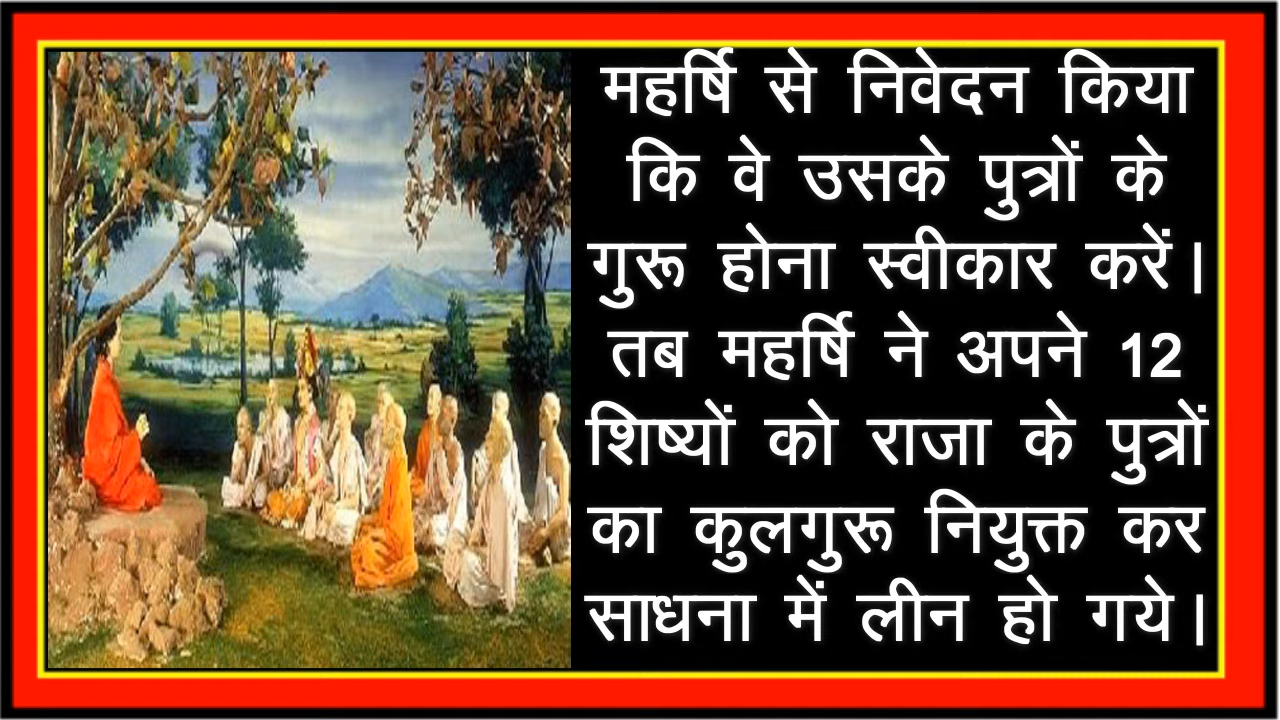 महर्षि से निवेदन किया
कि वे उसके पुत्रों के
गुरू होना स्वीकार करें।
तब महर्षि ने अपने 12
शिष्यों को राजा के पुत्रों
का कुलगुरू नियुक्त कर
साधना में लीन हो गये।